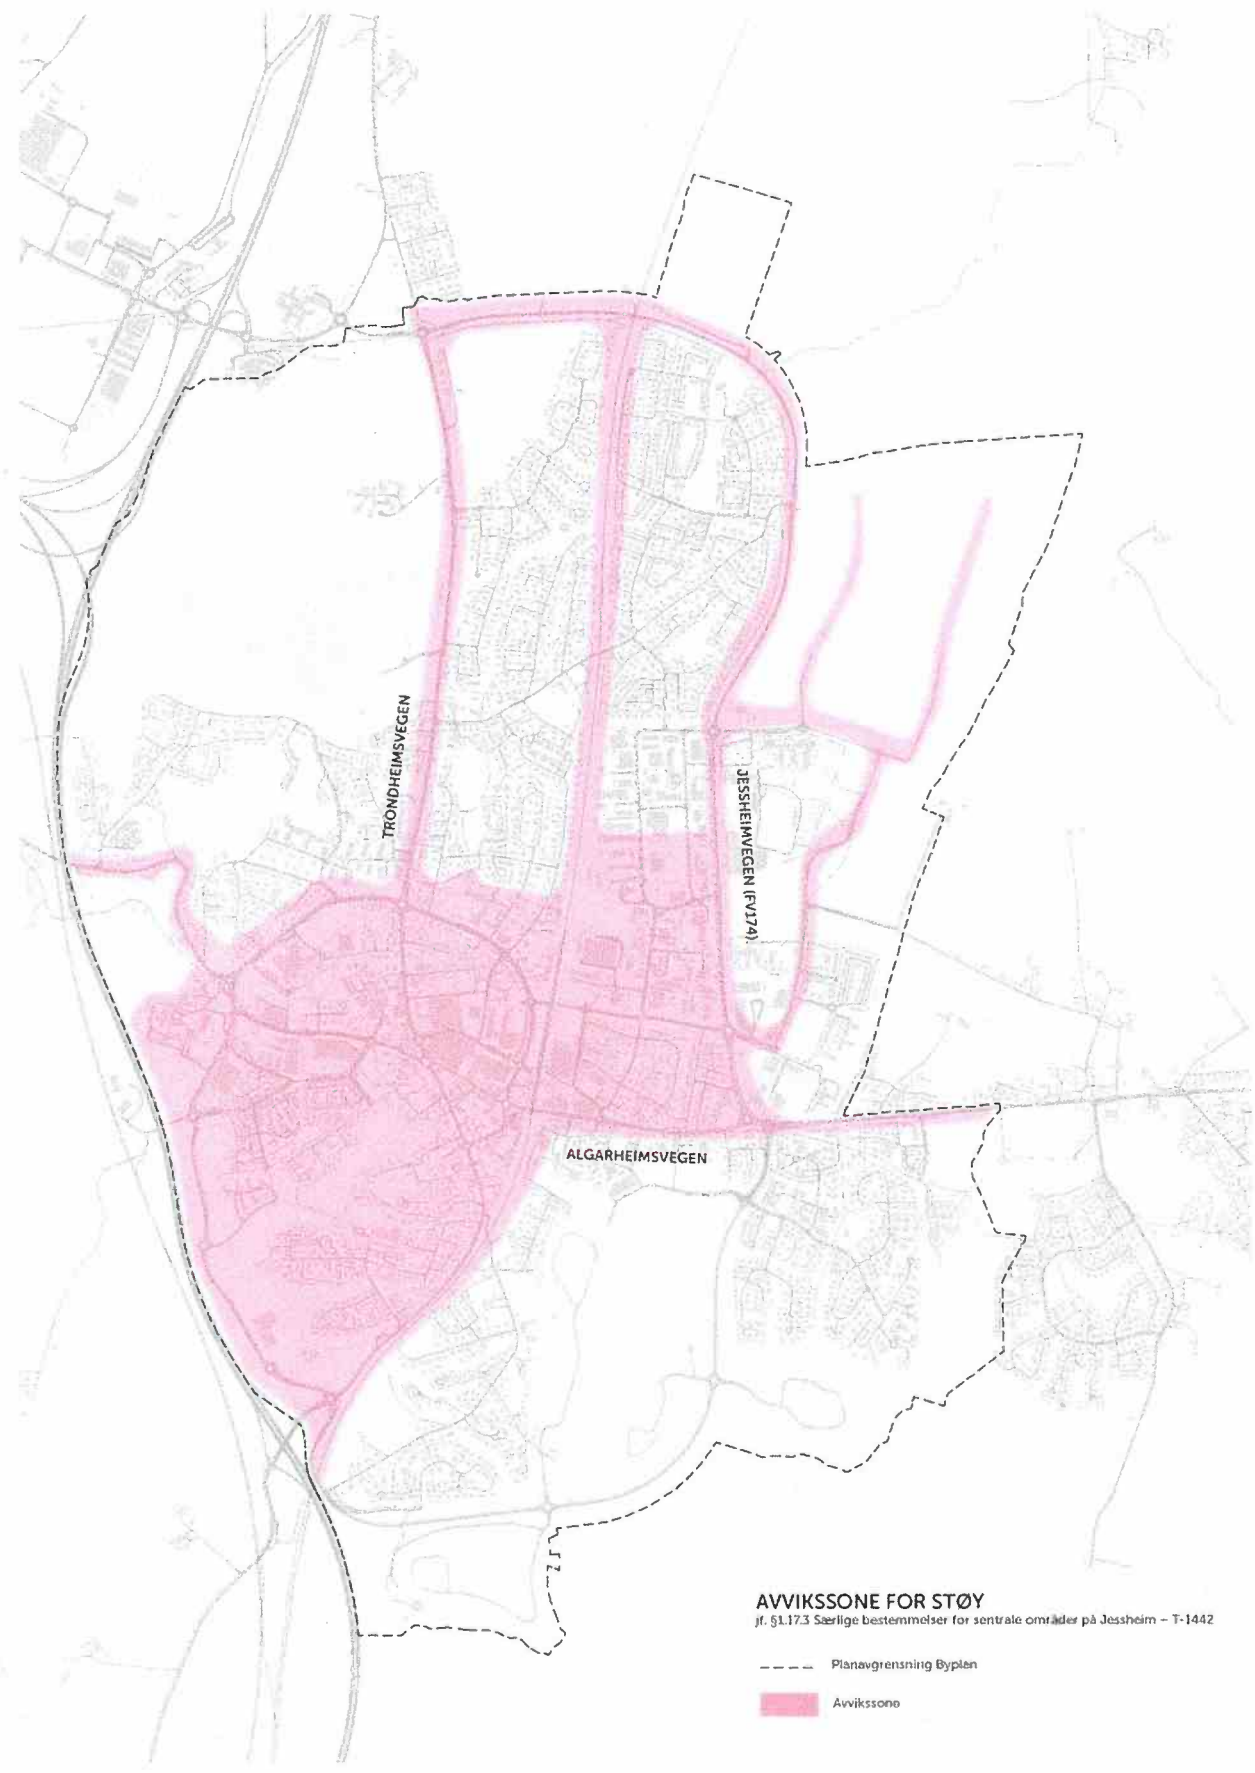 TRONDHEIMSVEGEN
JESSHEIMVEGEN (FV174)
ALGARHEIMSVEGEN
AVVIKSSONE FOR STØY
jf. §1.17.3 Særlige bestemmelser for sentrale områder på Jessheim – T-1442
Planavgrensning Byplan
Avvikssone